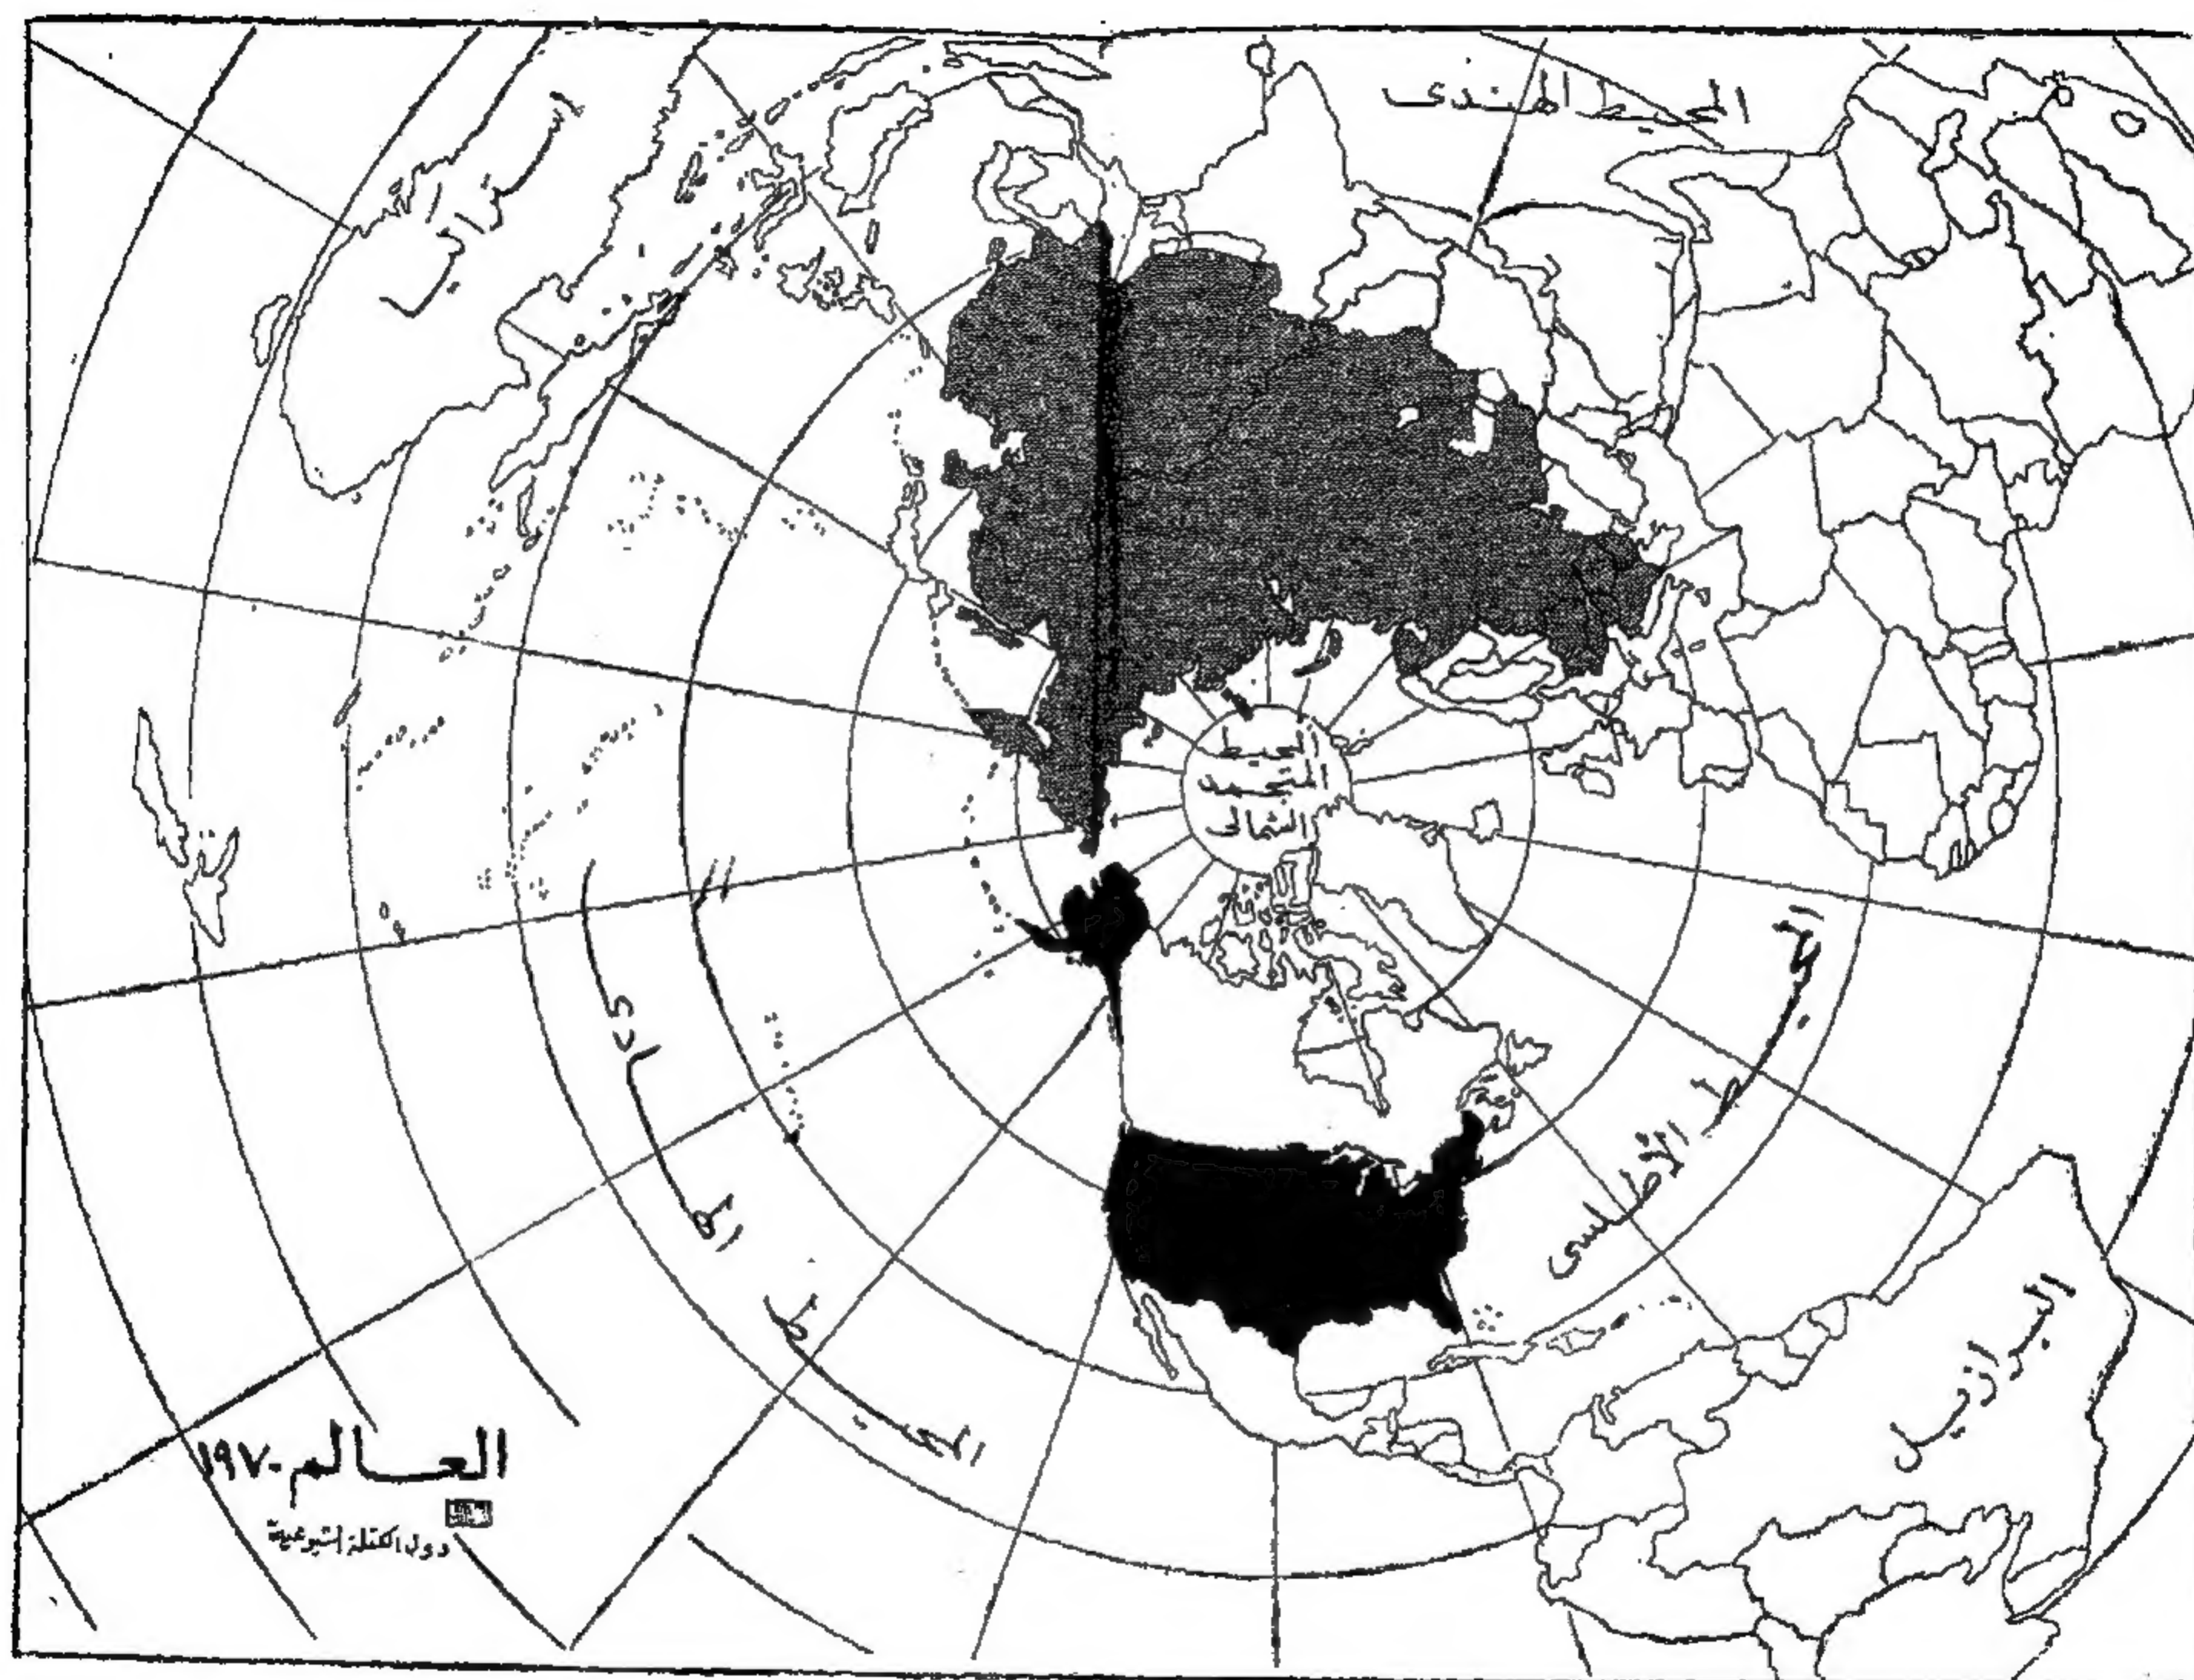 المحيط الهندى
استراليا
المحيط
المتجمد
الشمالى
المحيط الهادى
المحيط الأطلسى
البرازيل
العالم ١٩٧٠
دول الكتلة الشيوعية